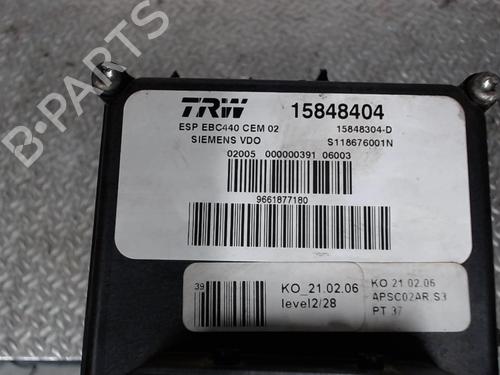 B-PARTS
TRW 15848404
ESP EBC440 CEM 02 15848304-D
SIEMENS VDO S118676001N
02005 000000391 06003
9661877180
39
KO_21.02.06
level2/28
KO 21.02.06
APSC02AR.S3
PT 37